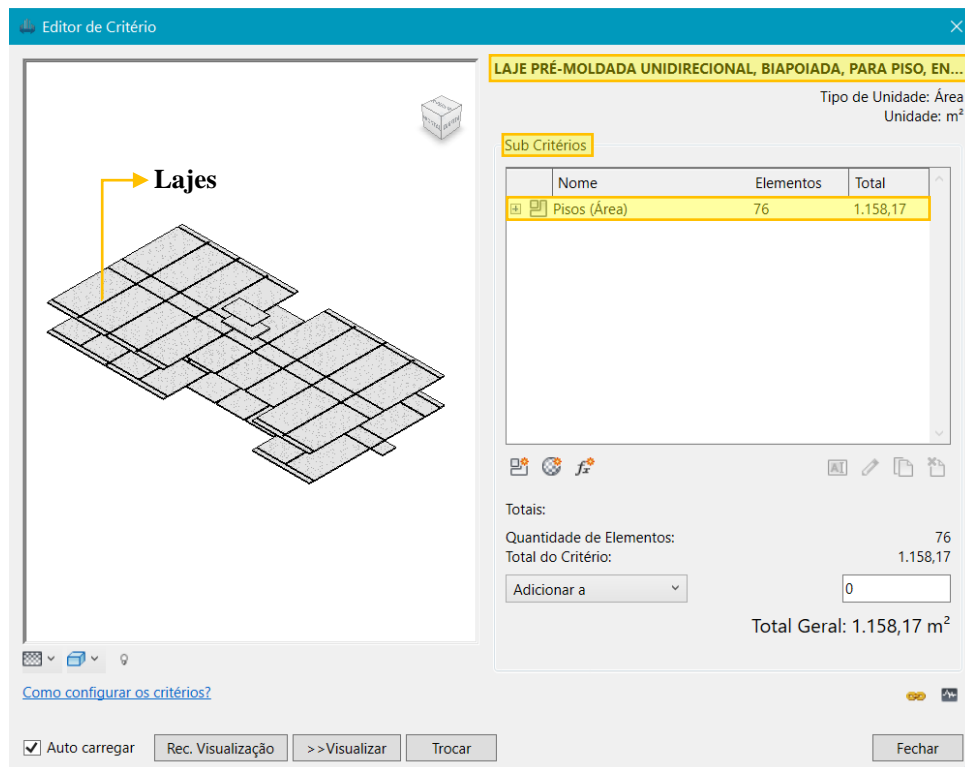 Editor de Critério
LAJE PRÉ-MOLDADA UNIDIRECIONAL, BIAPOIADA, PARA PISO, EN...
Tipo de Unidade: Área
Unidade: m²
Sub Critérios
Lajes
Nome Elementos Total
Pisos (Área) 76 1.158,17
Totais:
Quantidade de Elementos: 76
Total do Critério: 1.158,17
Adicionar a 0
Total Geral: 1.158,17 m²
Como configurar os critérios?
Auto carregar Rec. Visualização >>Visualizar Trocar Fechar